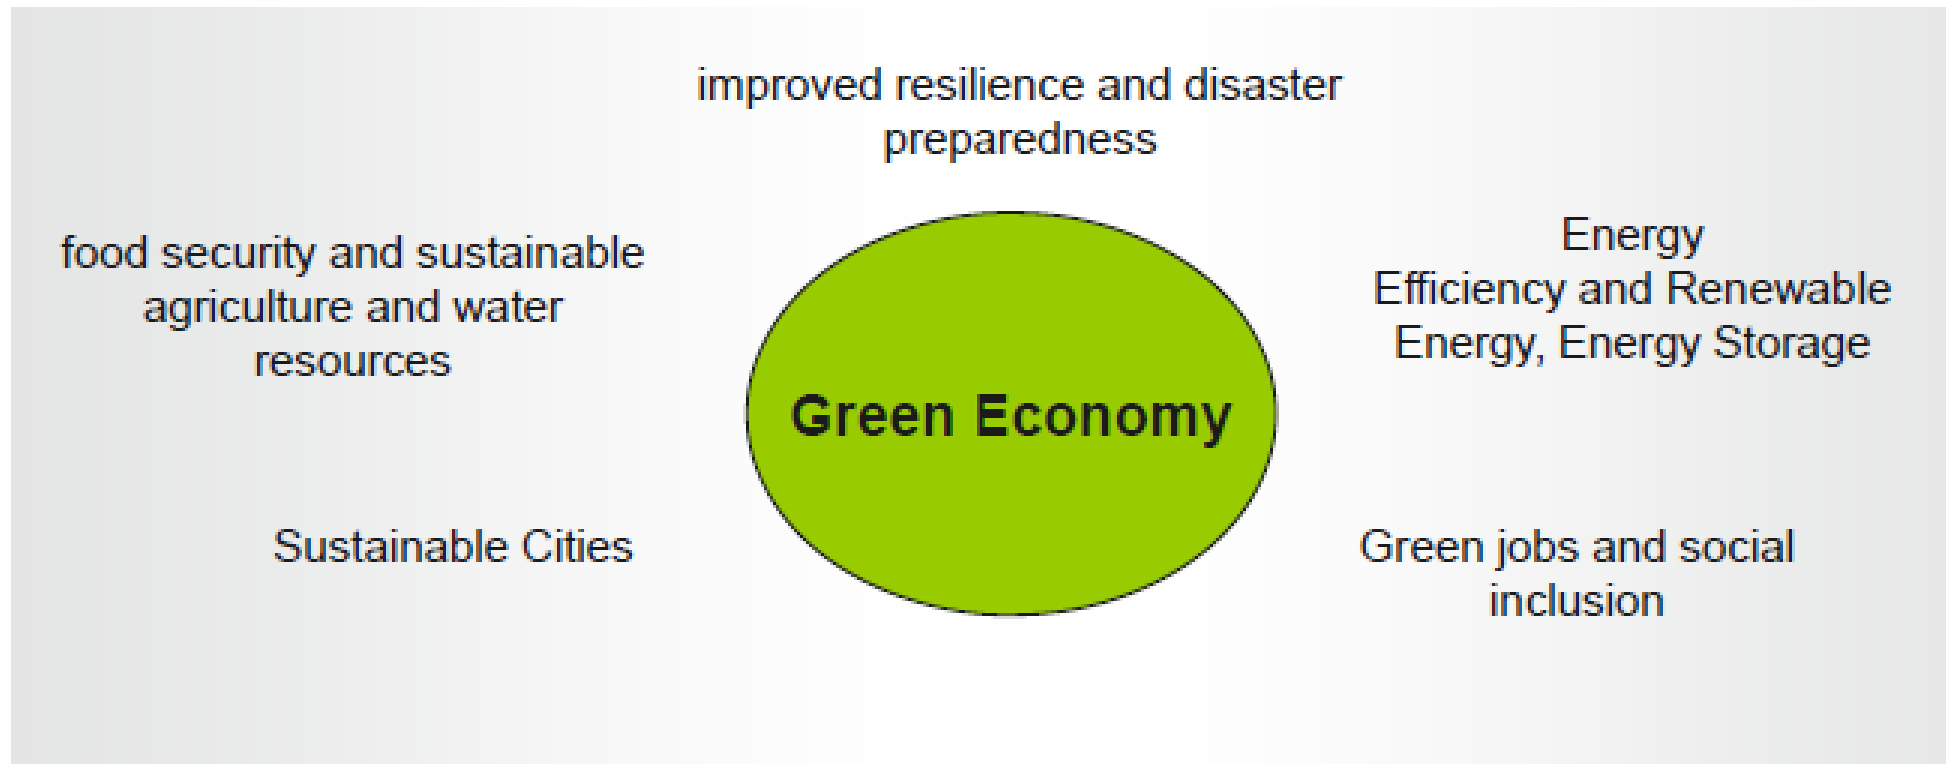 improved resilience and disaster
preparedness
food security and sustainable
agriculture and water
resources
Energy
Efficiency and Renewable
Energy, Energy Storage
Green Economy
Sustainable Cities
Green jobs and social
inclusion